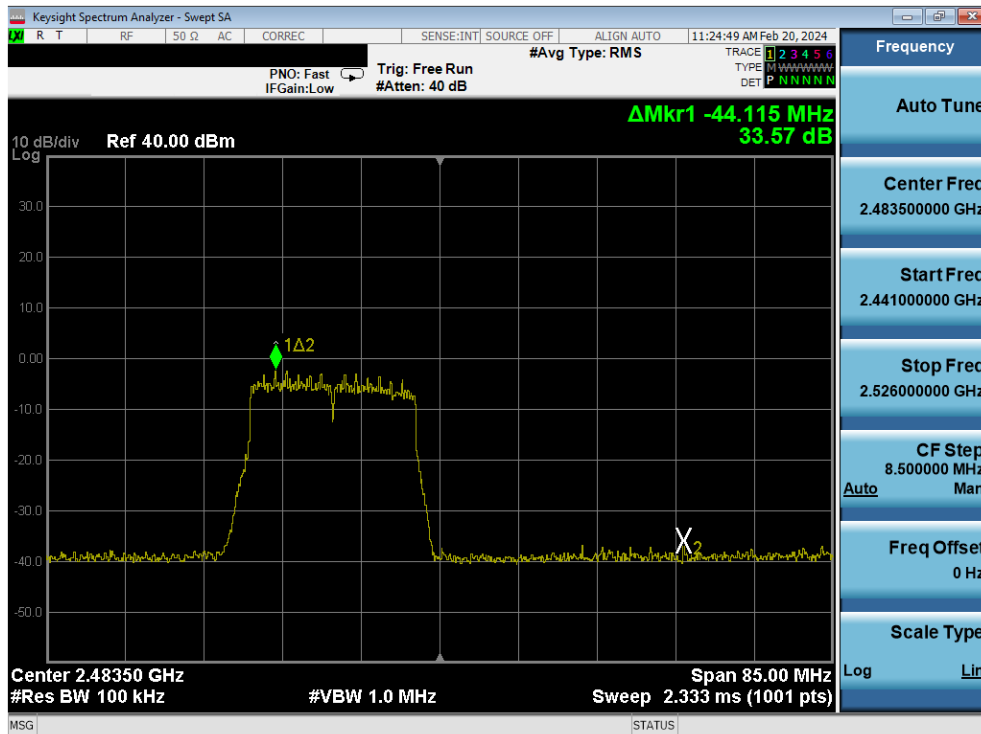 Keysight Spectrum Analyzer - Swept SA
LXI R T RF 50 Ω AC CORREC SENSE:INT SOURCE OFF ALIGN AUTO 11:24:49 AM Feb 20, 2024
#Avg Type: RMS
TRACE 1 2 3 4 5 6
TYPE M W W W W W
DET P N N N N N
PNO: Fast
IFGain:Low
Trig: Free Run
#Atten: 40 dB
ΔMkr1 -44.115 MHz
33.57 dB
10 dB/div Ref 40.00 dBm
Log
30.0
20.0
10.0
0.00
-10.0
-20.0
-30.0
-40.0
-50.0
1Δ2
2
Center 2.48350 GHz Span 85.00 MHz
#Res BW 100 kHz #VBW 1.0 MHz Sweep 2.333 ms (1001 pts)
MSG STATUS
Frequency
Auto Tune
Center Freq
2.483500000 GHz
Start Freq
2.441000000 GHz
Stop Freq
2.526000000 GHz
CF Step
8.500000 MHz
Auto Man
Freq Offset
0 Hz
Scale Type
Log Lin